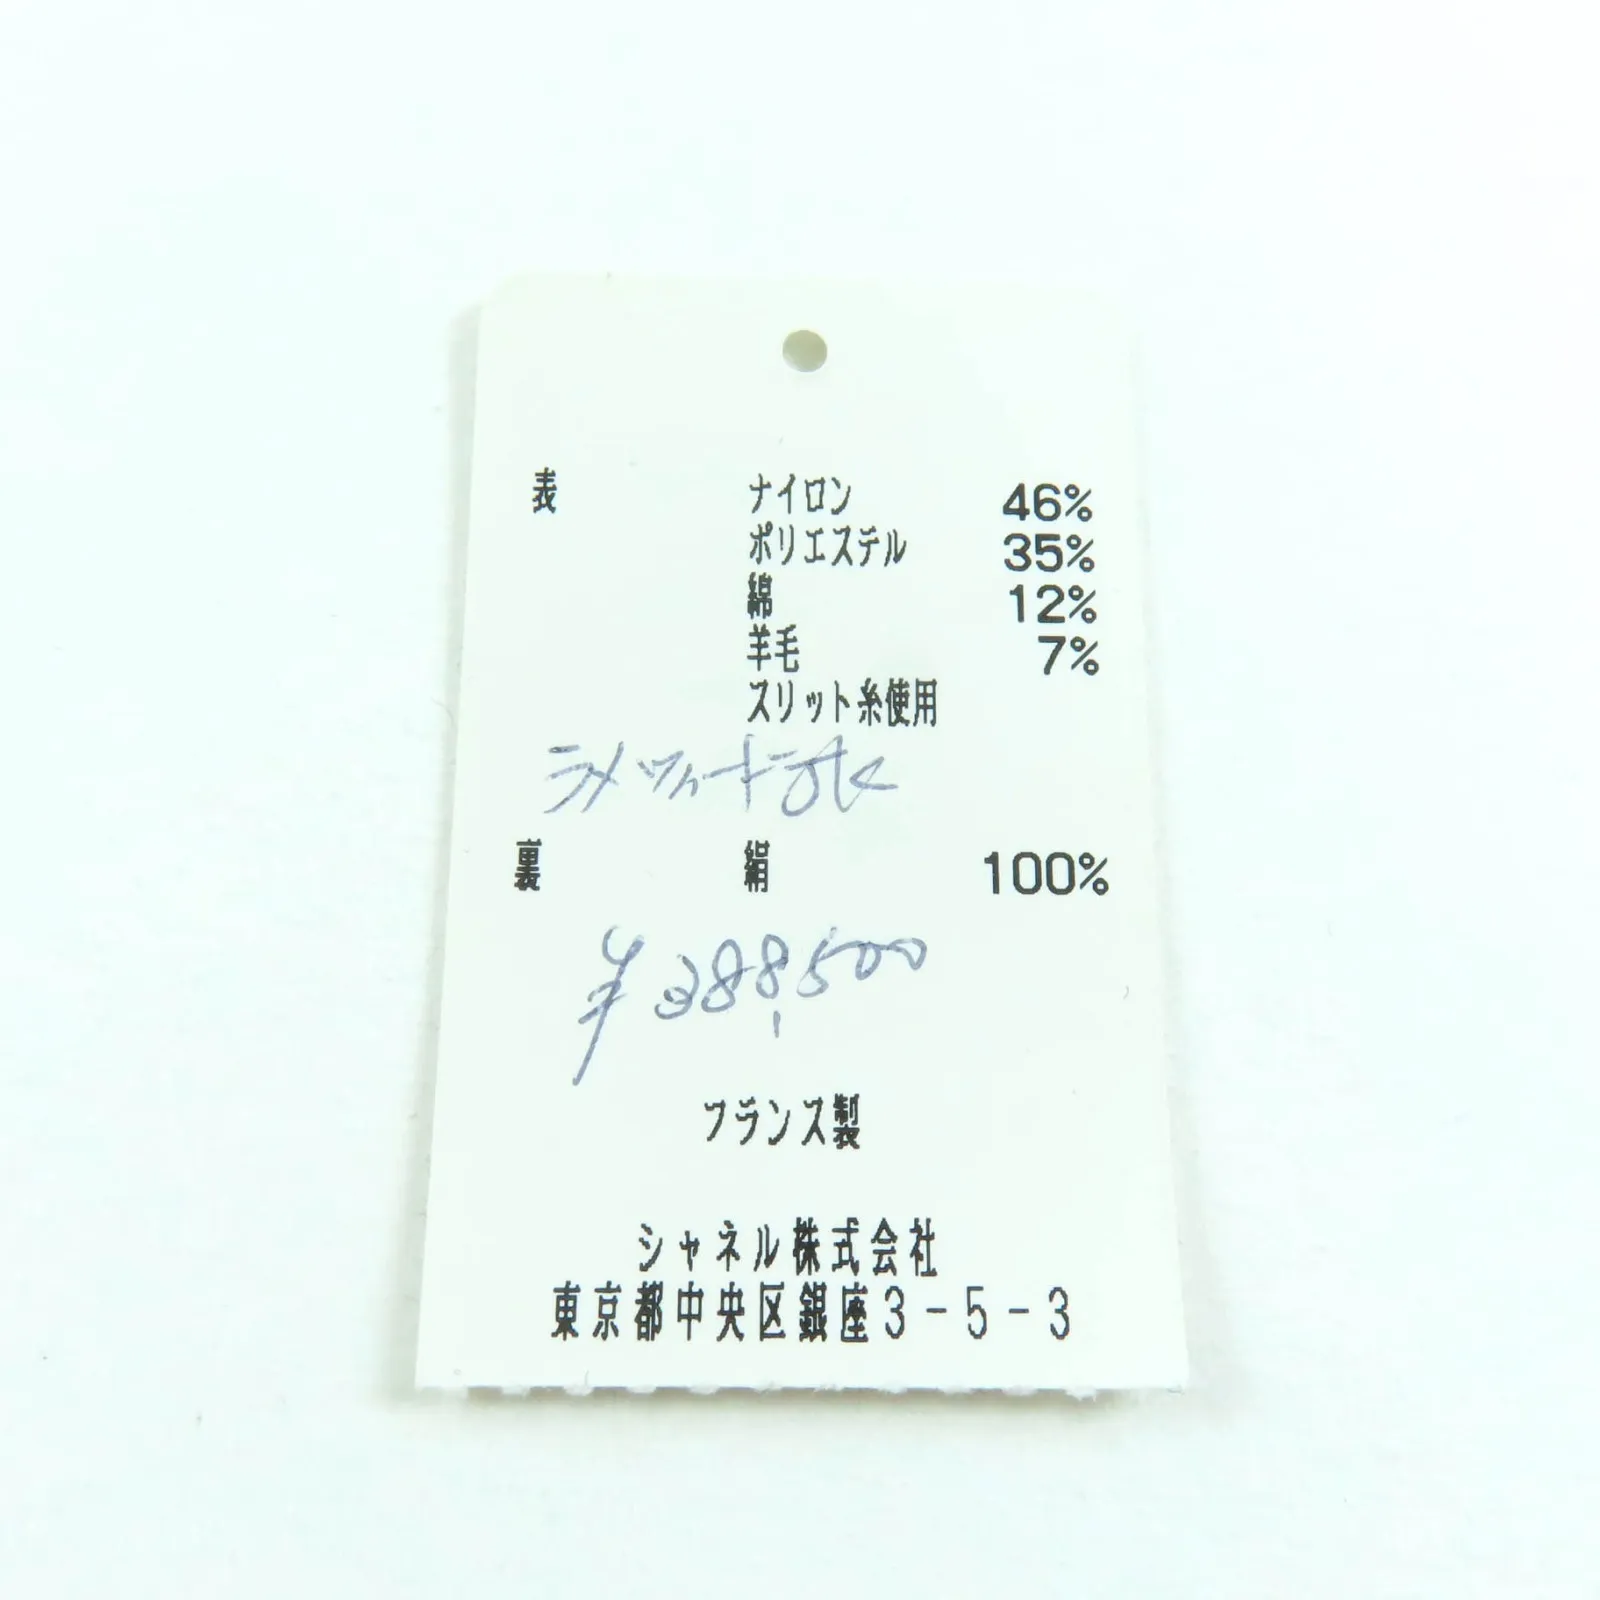 表 ナイロン 46%
ポリエステル 35%
綿 12%
羊毛 7%
スリット糸使用
ラメツィード
裏 絹 100%
¥388,500
フランス製
シャネル株式会社
東京都中央区銀座3-5-3